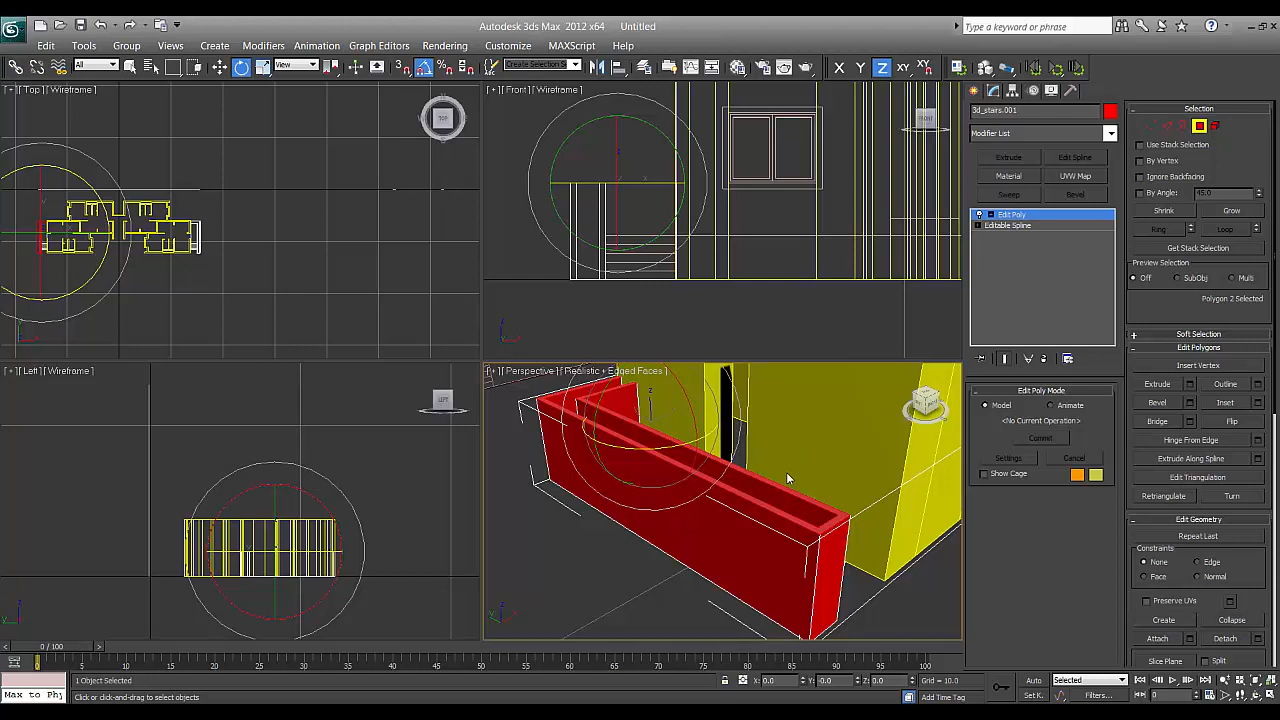 Autodesk 3ds Max 2012 x64 Untitled
Type a keyword or phrase
Edit Tools Group Views Create Modifiers Animation Graph Editors Rendering Customize MAXScript Help
All View Create Selection S X Y Z XY XY
[ + ] [ Top ] [ Wireframe ]
TOP
[ + ] [ Front ] [ Wireframe ]
FRONT
[ + ] [ Left ] [ Wireframe ]
LEFT
[ + ] [ Perspective ] [ Realistic + Edged Faces ]
3d_stairs.001
Modifier List
Extrude Edit Spline
Material UVW Map
Sweep Bevel
Edit Poly
Editable Spline
Edit Poly Mode
Model Animate
<No Current Operation>
Commit
Settings Cancel
Show Cage
Selection
Use Stack Selection
By Vertex
Ignore Backfacing
By Angle: 45.0
Shrink Grow
Ring Loop
Get Stack Selection
Preview Selection
Off SubObj Multi
Polygon 2 Selected
Soft Selection
Edit Polygons
Insert Vertex
Extrude Outline
Bevel Inset
Bridge Flip
Hinge From Edge
Extrude Along Spline
Edit Triangulation
Retriangulate Turn
Edit Geometry
Repeat Last
Constraints
None Edge
Face Normal
Preserve UVs
Create Collapse
Attach Detach
Slice Plane Split
0 / 100
0 5 10 15 20 25 30 35 40 45 50 55 60 65 70 75 80 85 90 95 100
1 Object Selected X: 0.0 Y: -0.0 Z: 0.0 Grid = 10.0 Auto Selected
Max to Phy Click or click-and-drag to select objects Add Time Tag Set K. Filters... 0